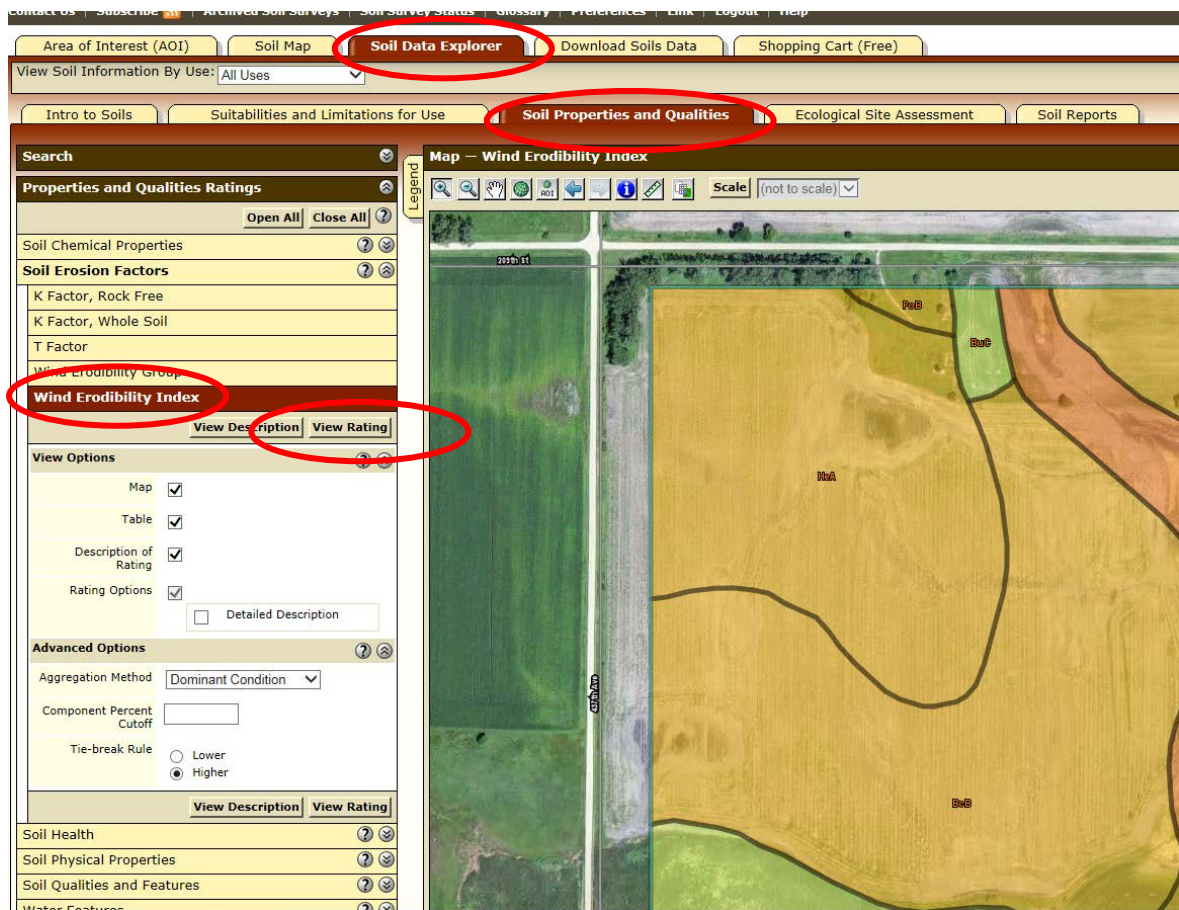 Contact Us | Subscribe | Archived Soil Surveys | Soil Survey Status | Glossary | Preferences | Link | Logout | Help
Area of Interest (AOI) Soil Map Soil Data Explorer Download Soils Data Shopping Cart (Free)
View Soil Information By Use: All Uses
Intro to Soils Suitabilities and Limitations for Use Soil Properties and Qualities Ecological Site Assessment Soil Reports
Search
Properties and Qualities Ratings
Open All Close All
Soil Chemical Properties
Soil Erosion Factors
K Factor, Rock Free
K Factor, Whole Soil
T Factor
Wind Erodibility Group
Wind Erodibility Index
View Description View Rating
View Options
Map
Table
Description of
Rating
Rating Options
Detailed Description
Advanced Options
Aggregation Method Dominant Condition
Component Percent
Cutoff
Tie-break Rule
Lower
Higher
View Description View Rating
Soil Health
Soil Physical Properties
Soil Qualities and Features
Water Features
Legend
Map — Wind Erodibility Index
AOI
Scale (not to scale)
209th St
PoB
BuC
HeA
BeB